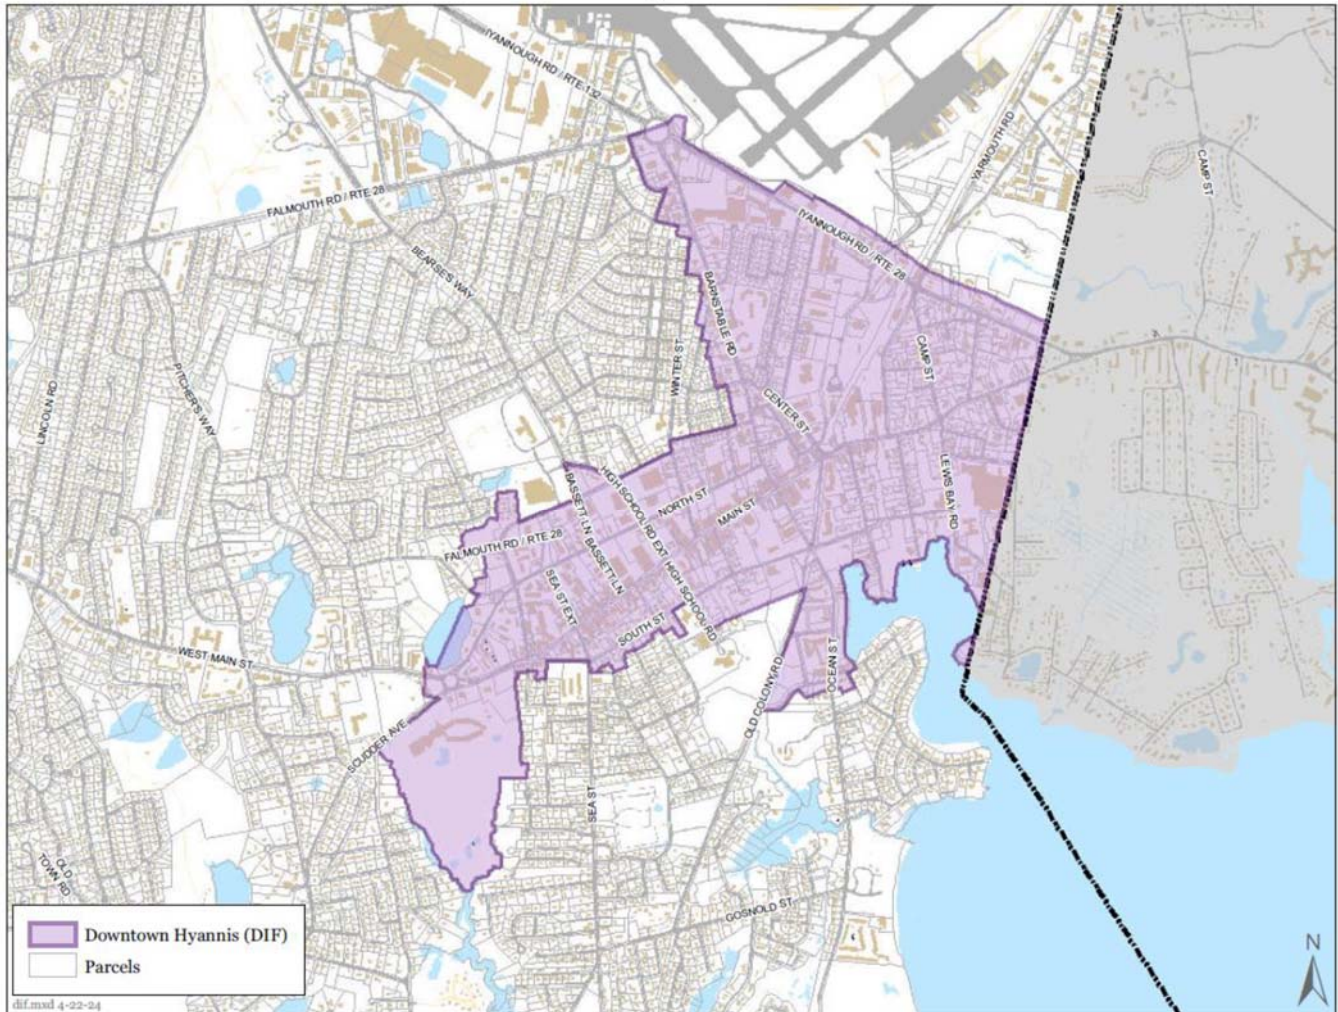 IYANNOUGH RD / RTE 132
YARMOUTH RD
CAMP ST
FALMOUTH RD / RTE 28
IYANNOUGH RD / RTE 28
BEARSE'S WAY
BARNSTABLE RD
WINTER ST
CAMP ST
PITCHER'S WAY
LINCOLN RD
CENTER ST
LEWIS BAY RD
HIGH SCHOOL RD EXT
HIGH SCHOOL RD
NORTH ST
MAIN ST
BASSETT LN
BASSETT LN
FALMOUTH RD / RTE 28
SEA ST EXT
SOUTH ST
WEST MAIN ST
OCEAN ST
OLD COLONY RD
SCUDDER AVE
SEA ST
OLD
TOWN RD
GOSNOLD ST
Downtown Hyannis (DIF)
Parcels
N
dif.mxd 4-22-24